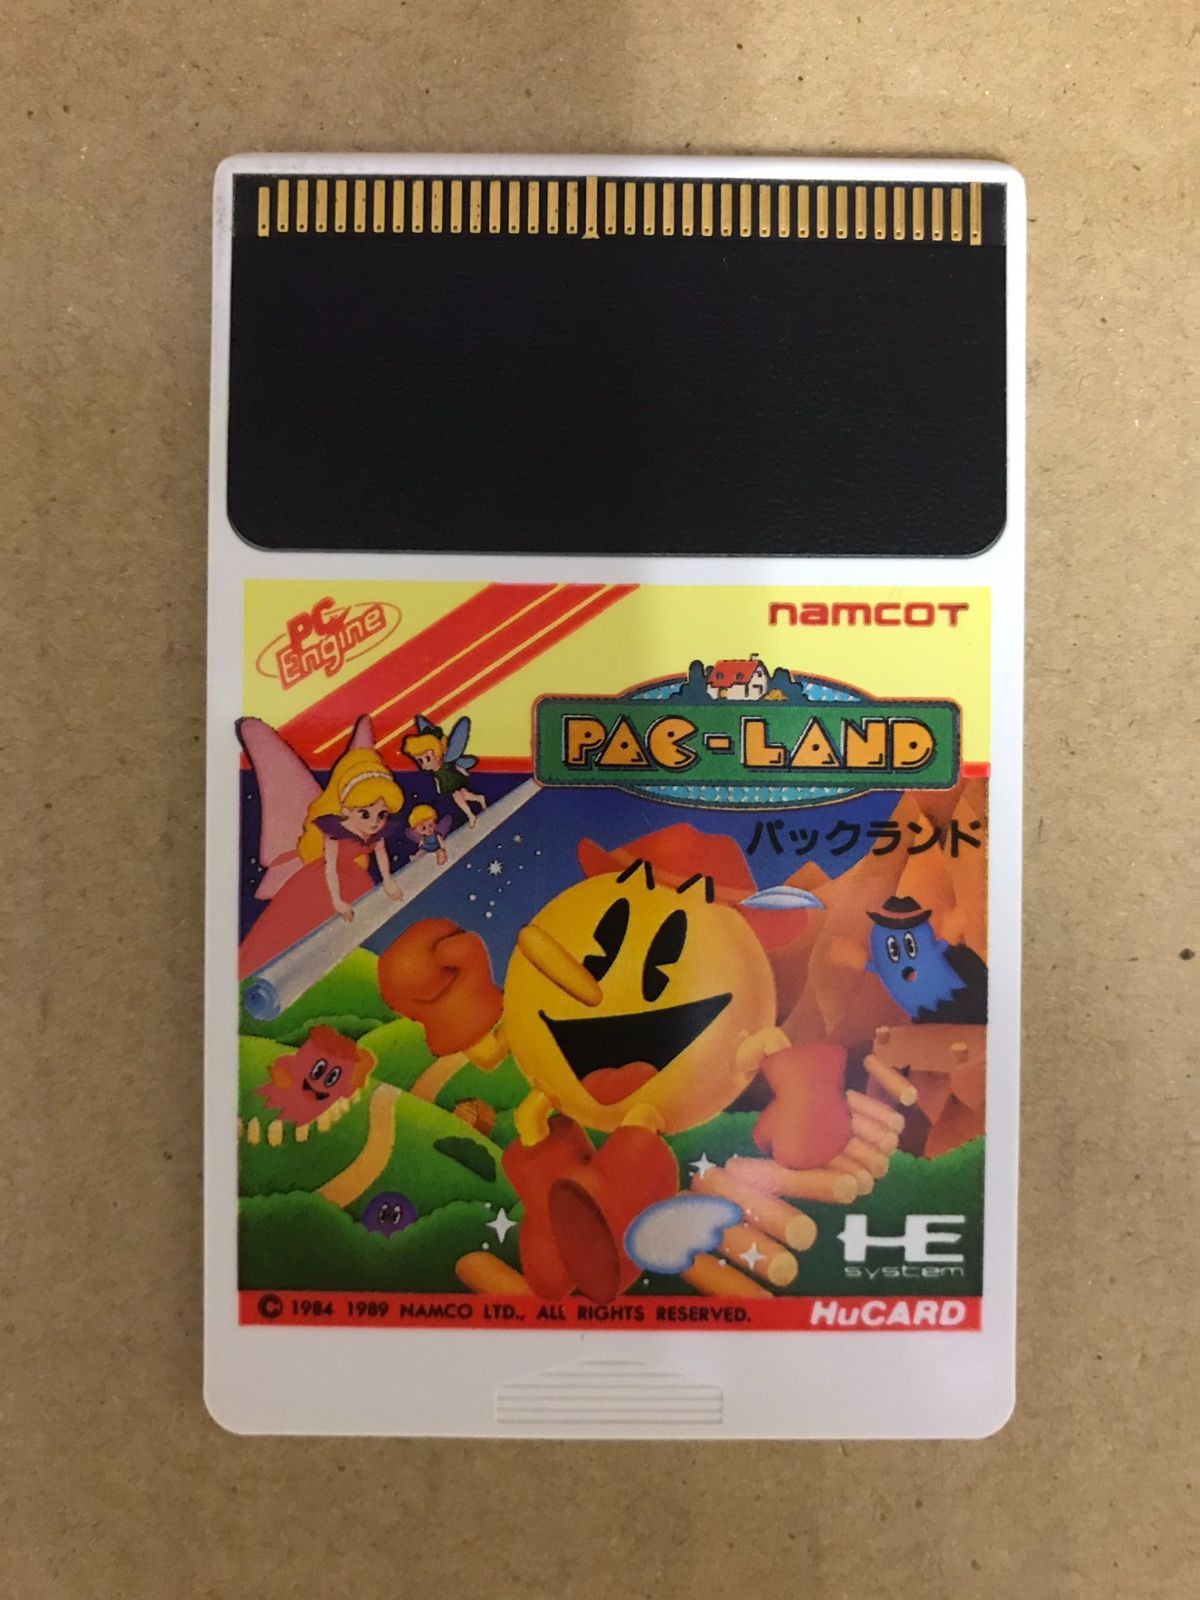 PC Engine
namcoT
PAC-LAND
パックランド
HE
system
© 1984 1989 NAMCO LTD., ALL RIGHTS RESERVED.
HuCARD